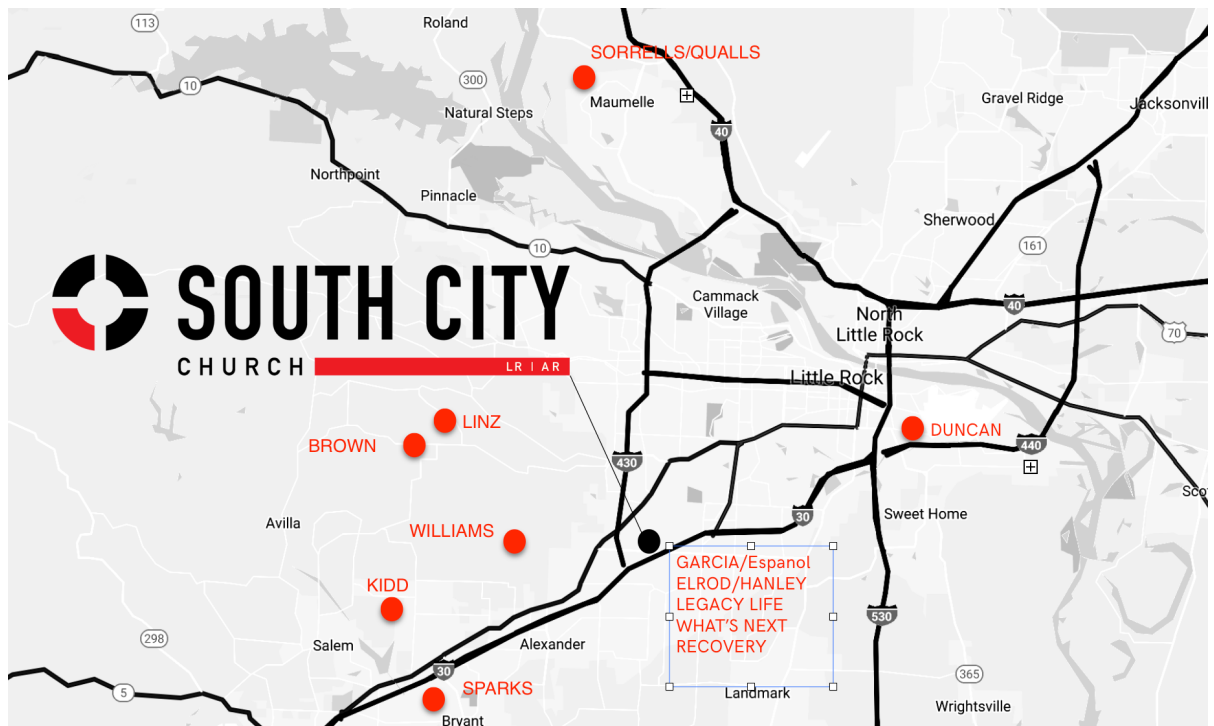 113
Roland
SORRELLS/QUALLS
300
10
Maumelle
Natural Steps
Gravel Ridge
Jacksonvill
40
Northpoint
Pinnacle
Sherwood
161
10
SOUTH CITY
CHURCH
LR | AR
Cammack
Village
40
North
Little Rock
70
Little Rock
LINZ
BROWN
DUNCAN
440
430
Sco
Avilla
WILLIAMS
30
Sweet Home
GARCIA/Espanol
ELROD/HANLEY
LEGACY LIFE
WHAT'S NEXT
RECOVERY
KIDD
530
298
Salem
Alexander
30
365
5
SPARKS
Landmark
Wrightsville
Bryant